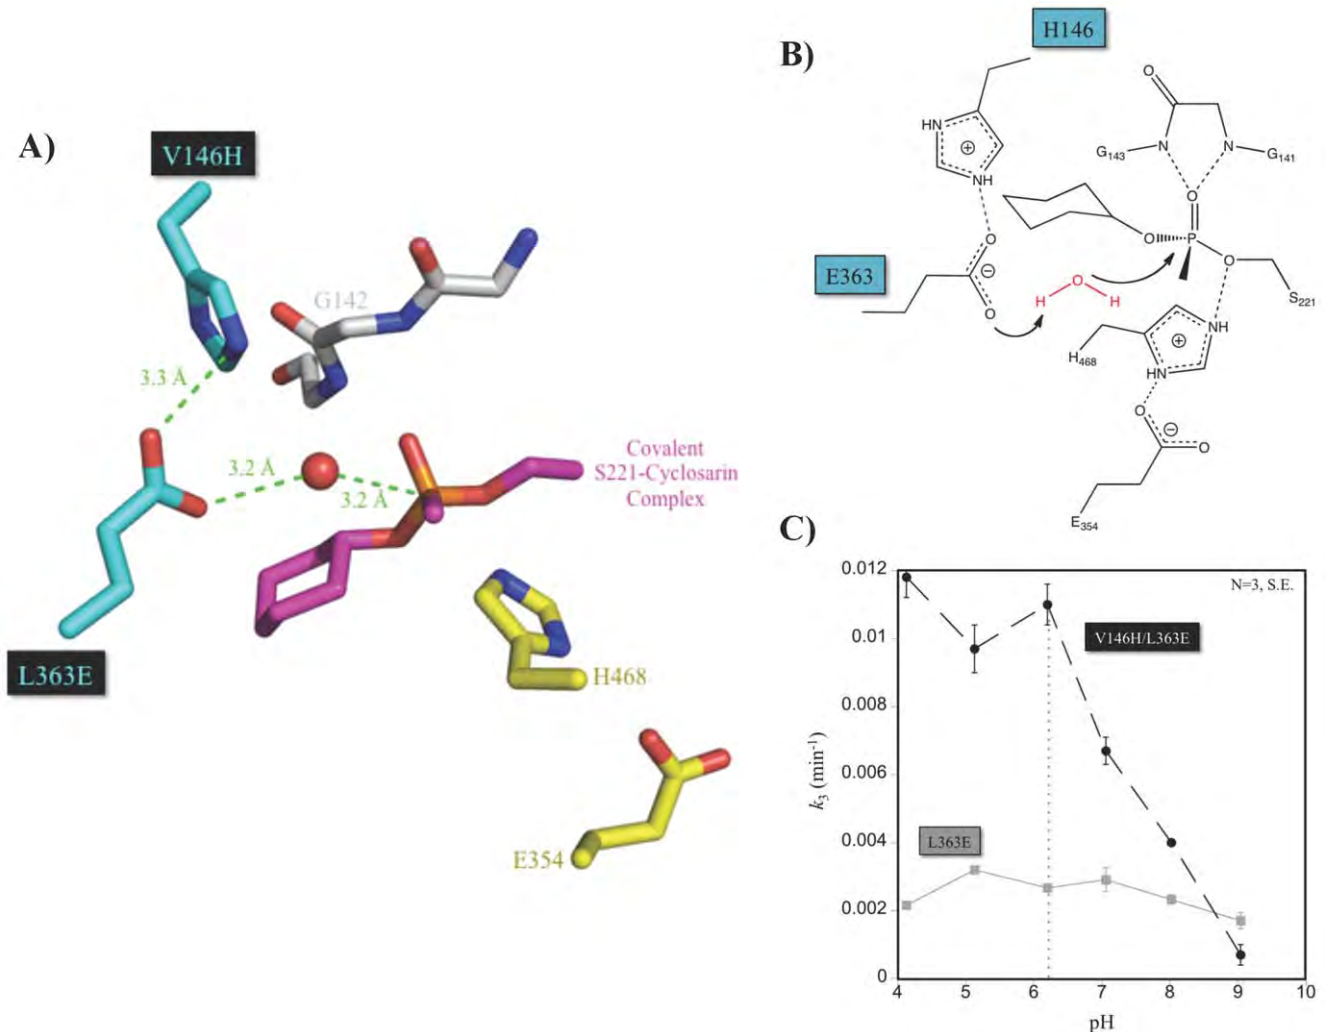 A)
V146H
G142
3.3 Å
3.2 Å
3.2 Å
Covalent
S221-Cyclosarin
Complex
L363E
H468
E354
B)
H146
HN
⊕
NH
O
G143
N
N
G141
O
O
P
O
S221
O
⊖
O
E363
H
O
H
H468
NH
⊕
HN
O
⊖
O
E354
C)
N=3, S.E.
V146H/L363E
L363E
k3 (min-1)
0.012
0.01
0.008
0.006
0.004
0.002
0
4 5 6 7 8 9 10
pH